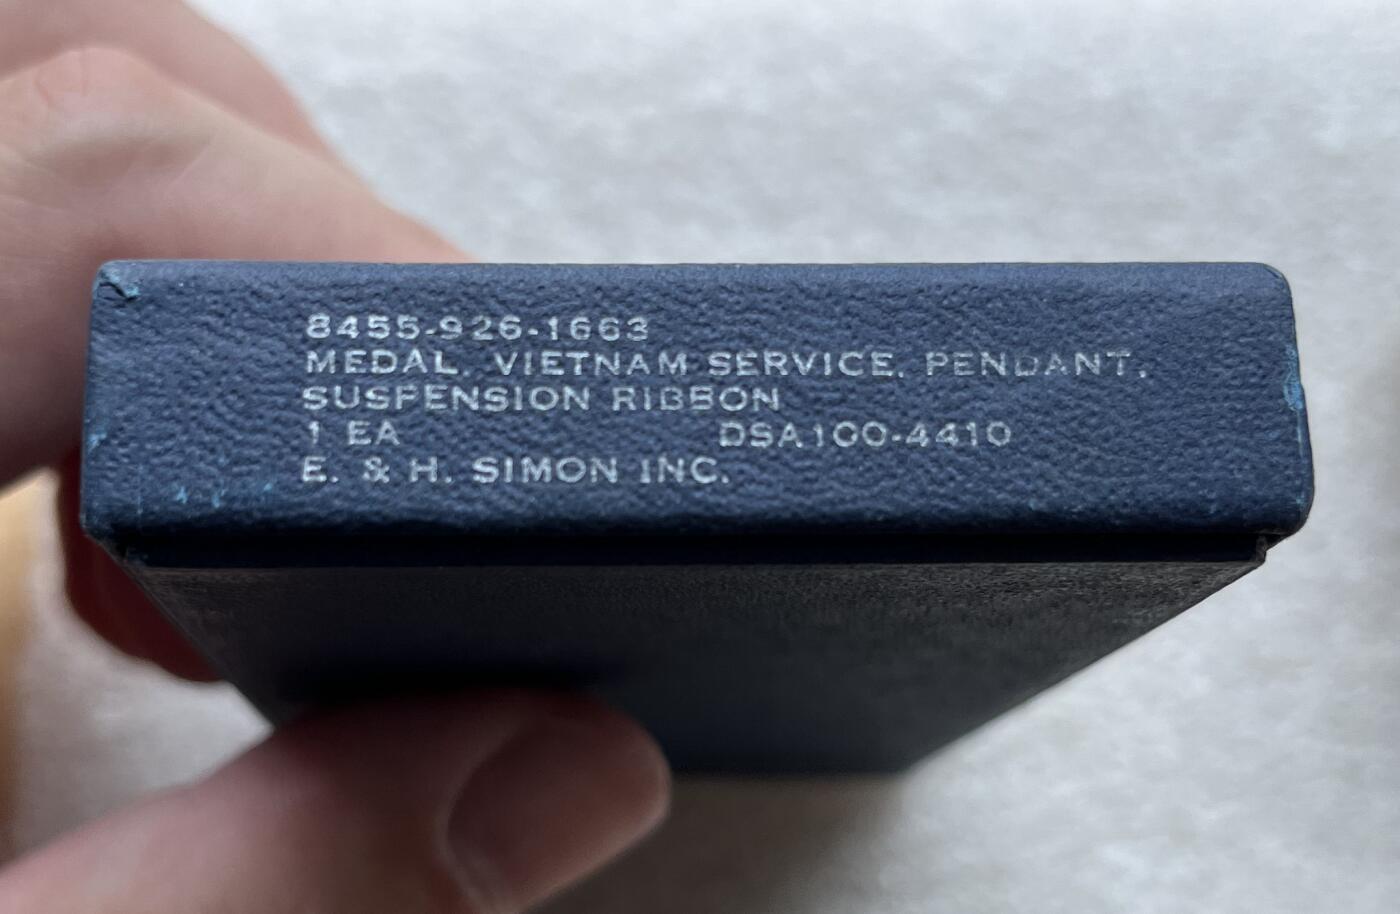 8455-926-1663
MEDAL, VIETNAM SERVICE, PENDANT,
SUSPENSION RIBBON
1 EA DSA100-4410
E. & H. SIMON INC.